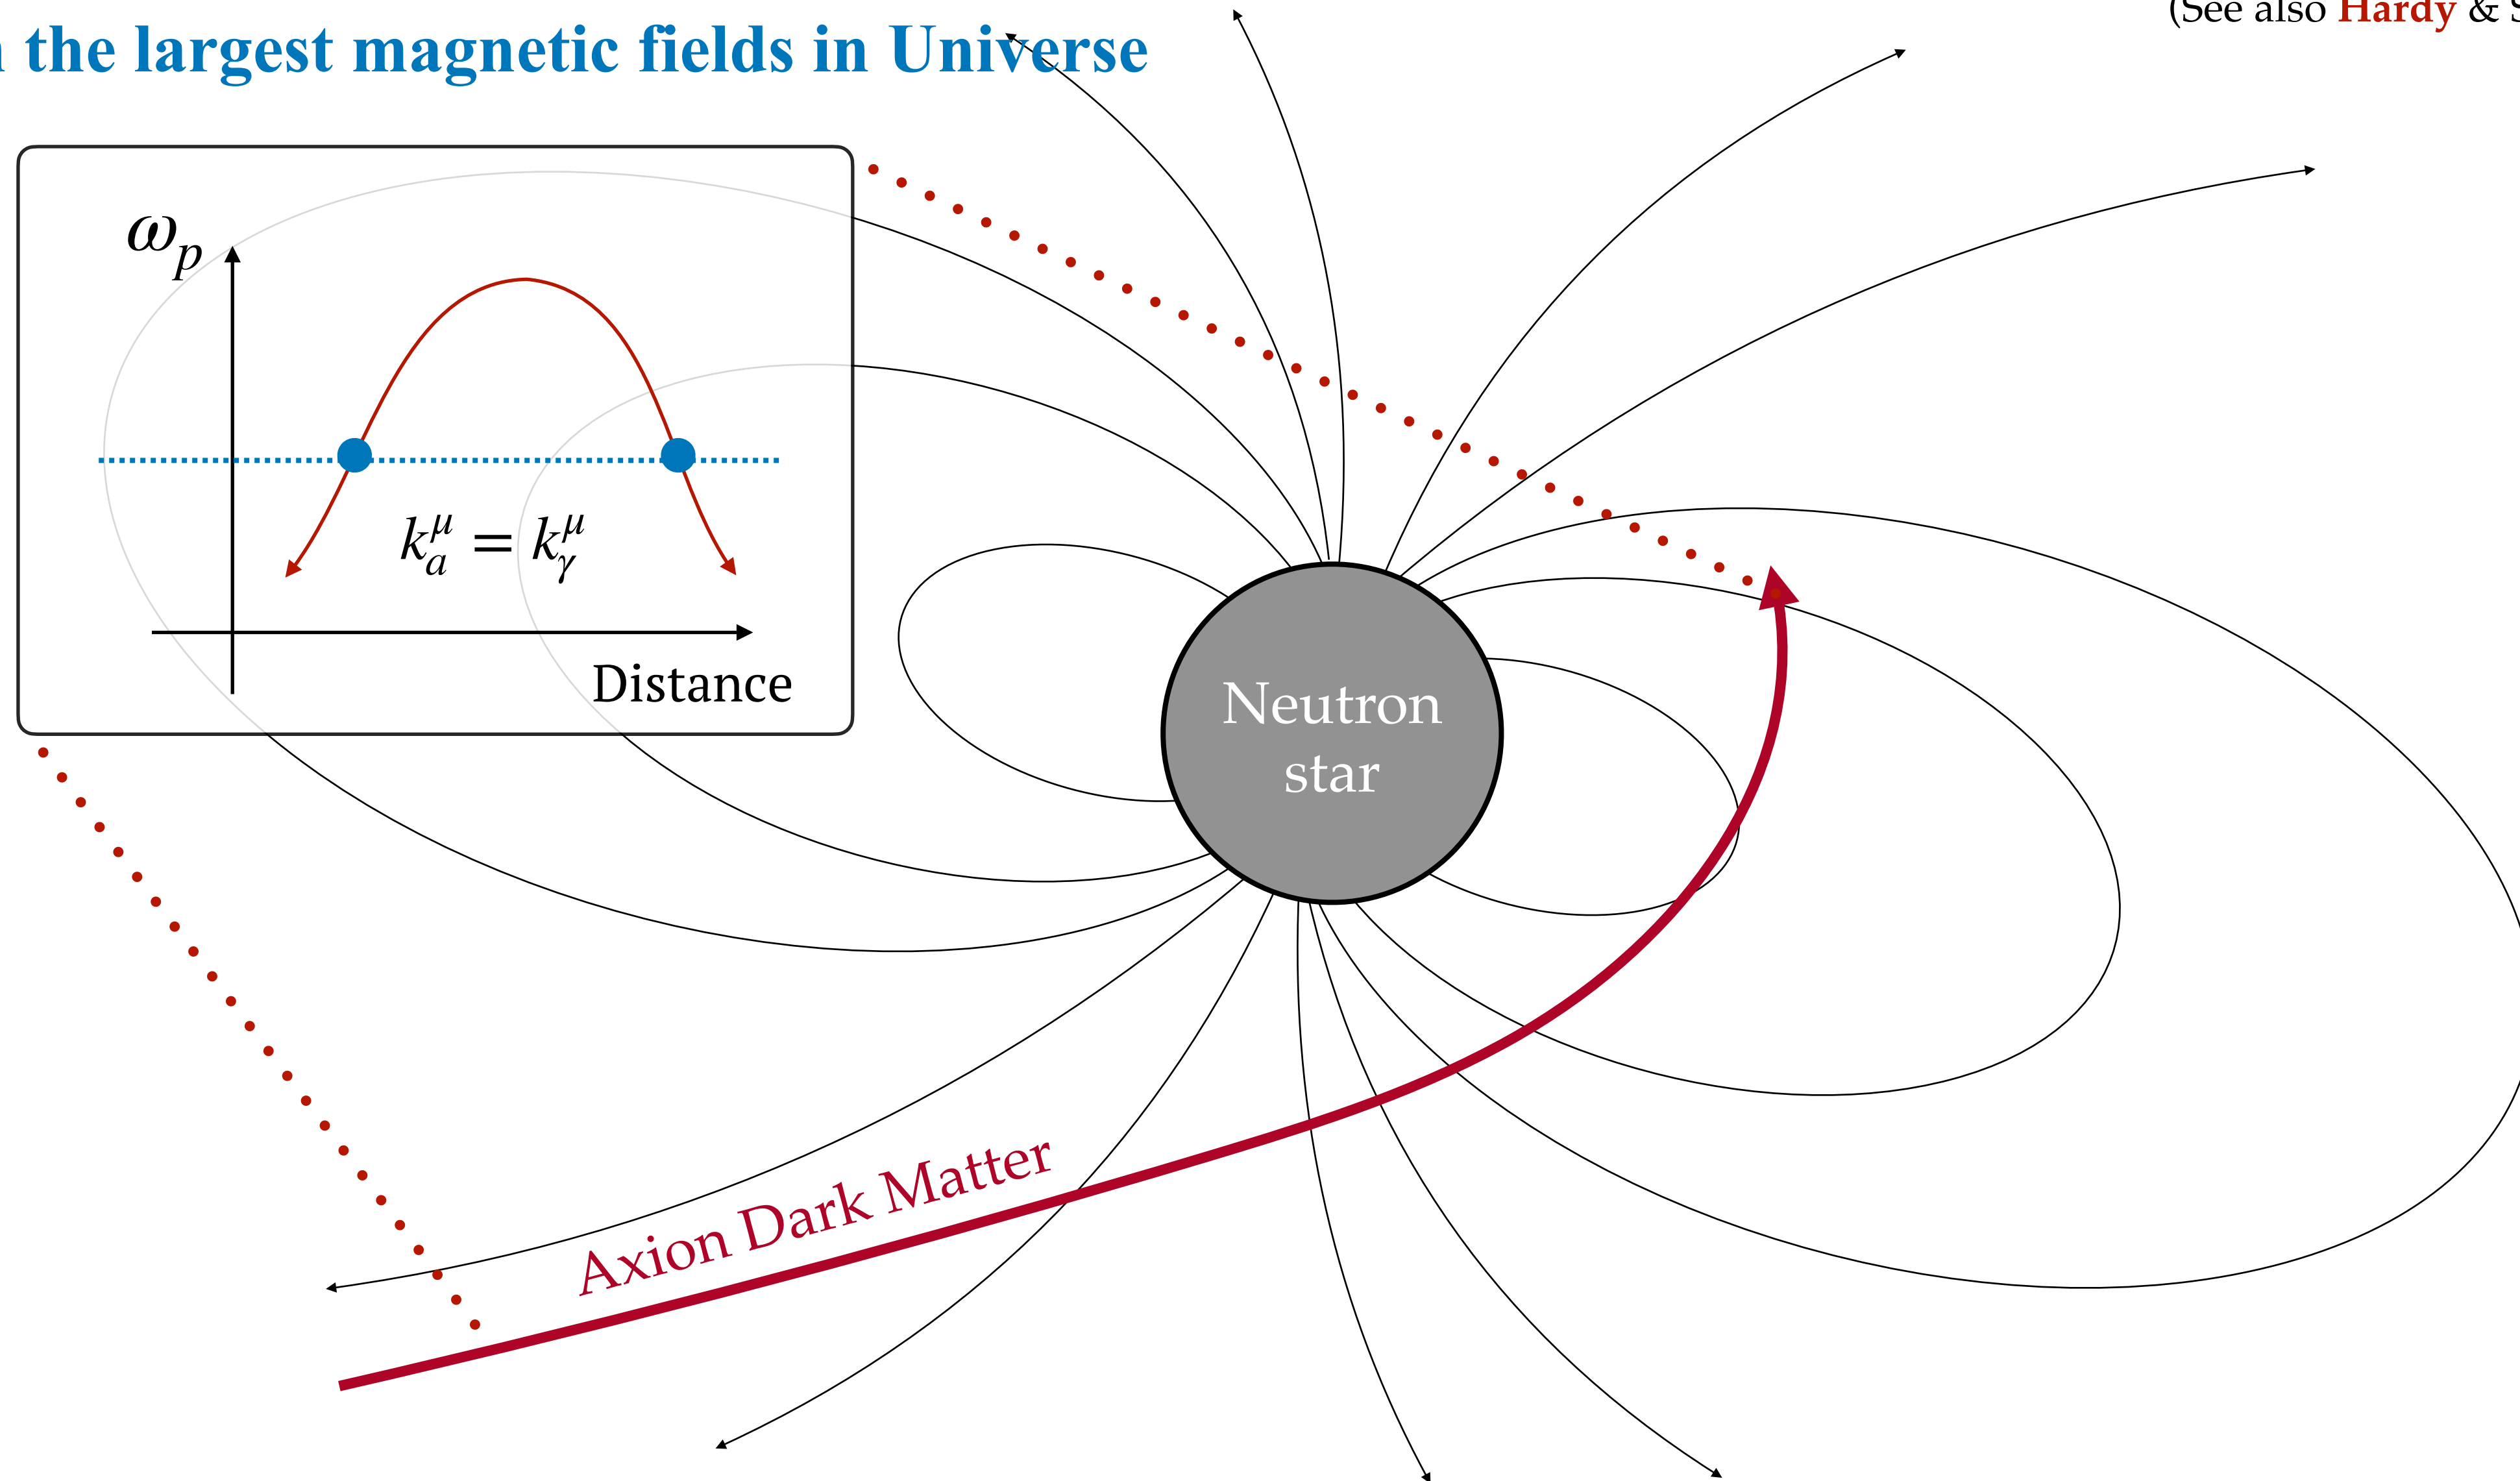 the largest magnetic fields in Universe
(See also Hardy &
ω_p
k_a^μ = k_γ^μ
Distance
Neutron
star
Axion Dark Matter